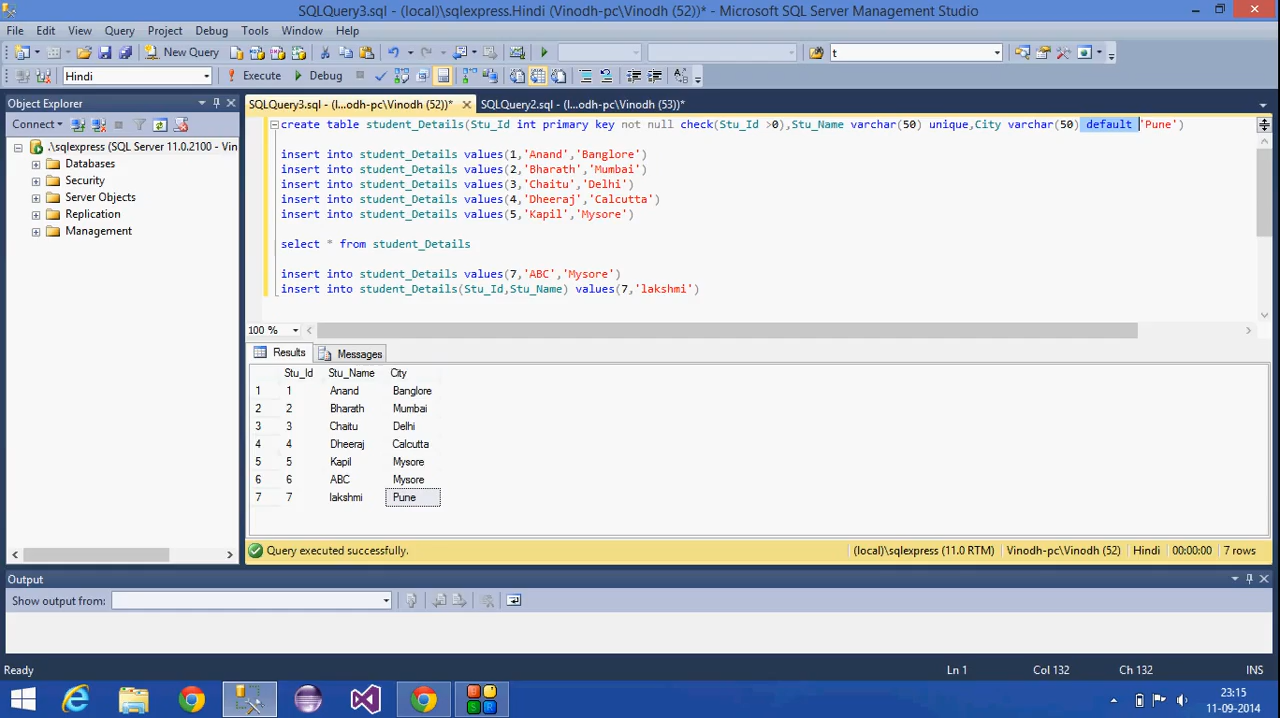 SQLQuery3.sql - (local)\sqlexpress.Hindi (Vinodh-pc\Vinodh (52))* - Microsoft SQL Server Management Studio
File Edit View Query Project Debug Tools Window Help
New Query t
Hindi Execute Debug
Object Explorer SQLQuery3.sql - (l...odh-pc\Vinodh (52))* SQLQuery2.sql - (l...odh-pc\Vinodh (53))*
Connect
.\sqlexpress (SQL Server 11.0.2100 - Vin
Databases
Security
Server Objects
Replication
Management
create table student_Details(Stu_Id int primary key not null check(Stu_Id >0),Stu_Name varchar(50) unique,City varchar(50) default 'Pune')
insert into student_Details values(1,'Anand','Banglore')
insert into student_Details values(2,'Bharath','Mumbai')
insert into student_Details values(3,'Chaitu','Delhi')
insert into student_Details values(4,'Dheeraj','Calcutta')
insert into student_Details values(5,'Kapil','Mysore')
select * from student_Details
insert into student_Details values(7,'ABC','Mysore')
insert into student_Details(Stu_Id,Stu_Name) values(7,'lakshmi')
100 %
Results Messages
Stu_Id Stu_Name City
1 1 Anand Banglore
2 2 Bharath Mumbai
3 3 Chaitu Delhi
4 4 Dheeraj Calcutta
5 5 Kapil Mysore
6 6 ABC Mysore
7 7 lakshmi Pune
Query executed successfully. (local)\sqlexpress (11.0 RTM) Vinodh-pc\Vinodh (52) Hindi 00:00:00 7 rows
Output
Show output from:
Ready Ln 1 Col 132 Ch 132 INS
23:15
11-09-2014